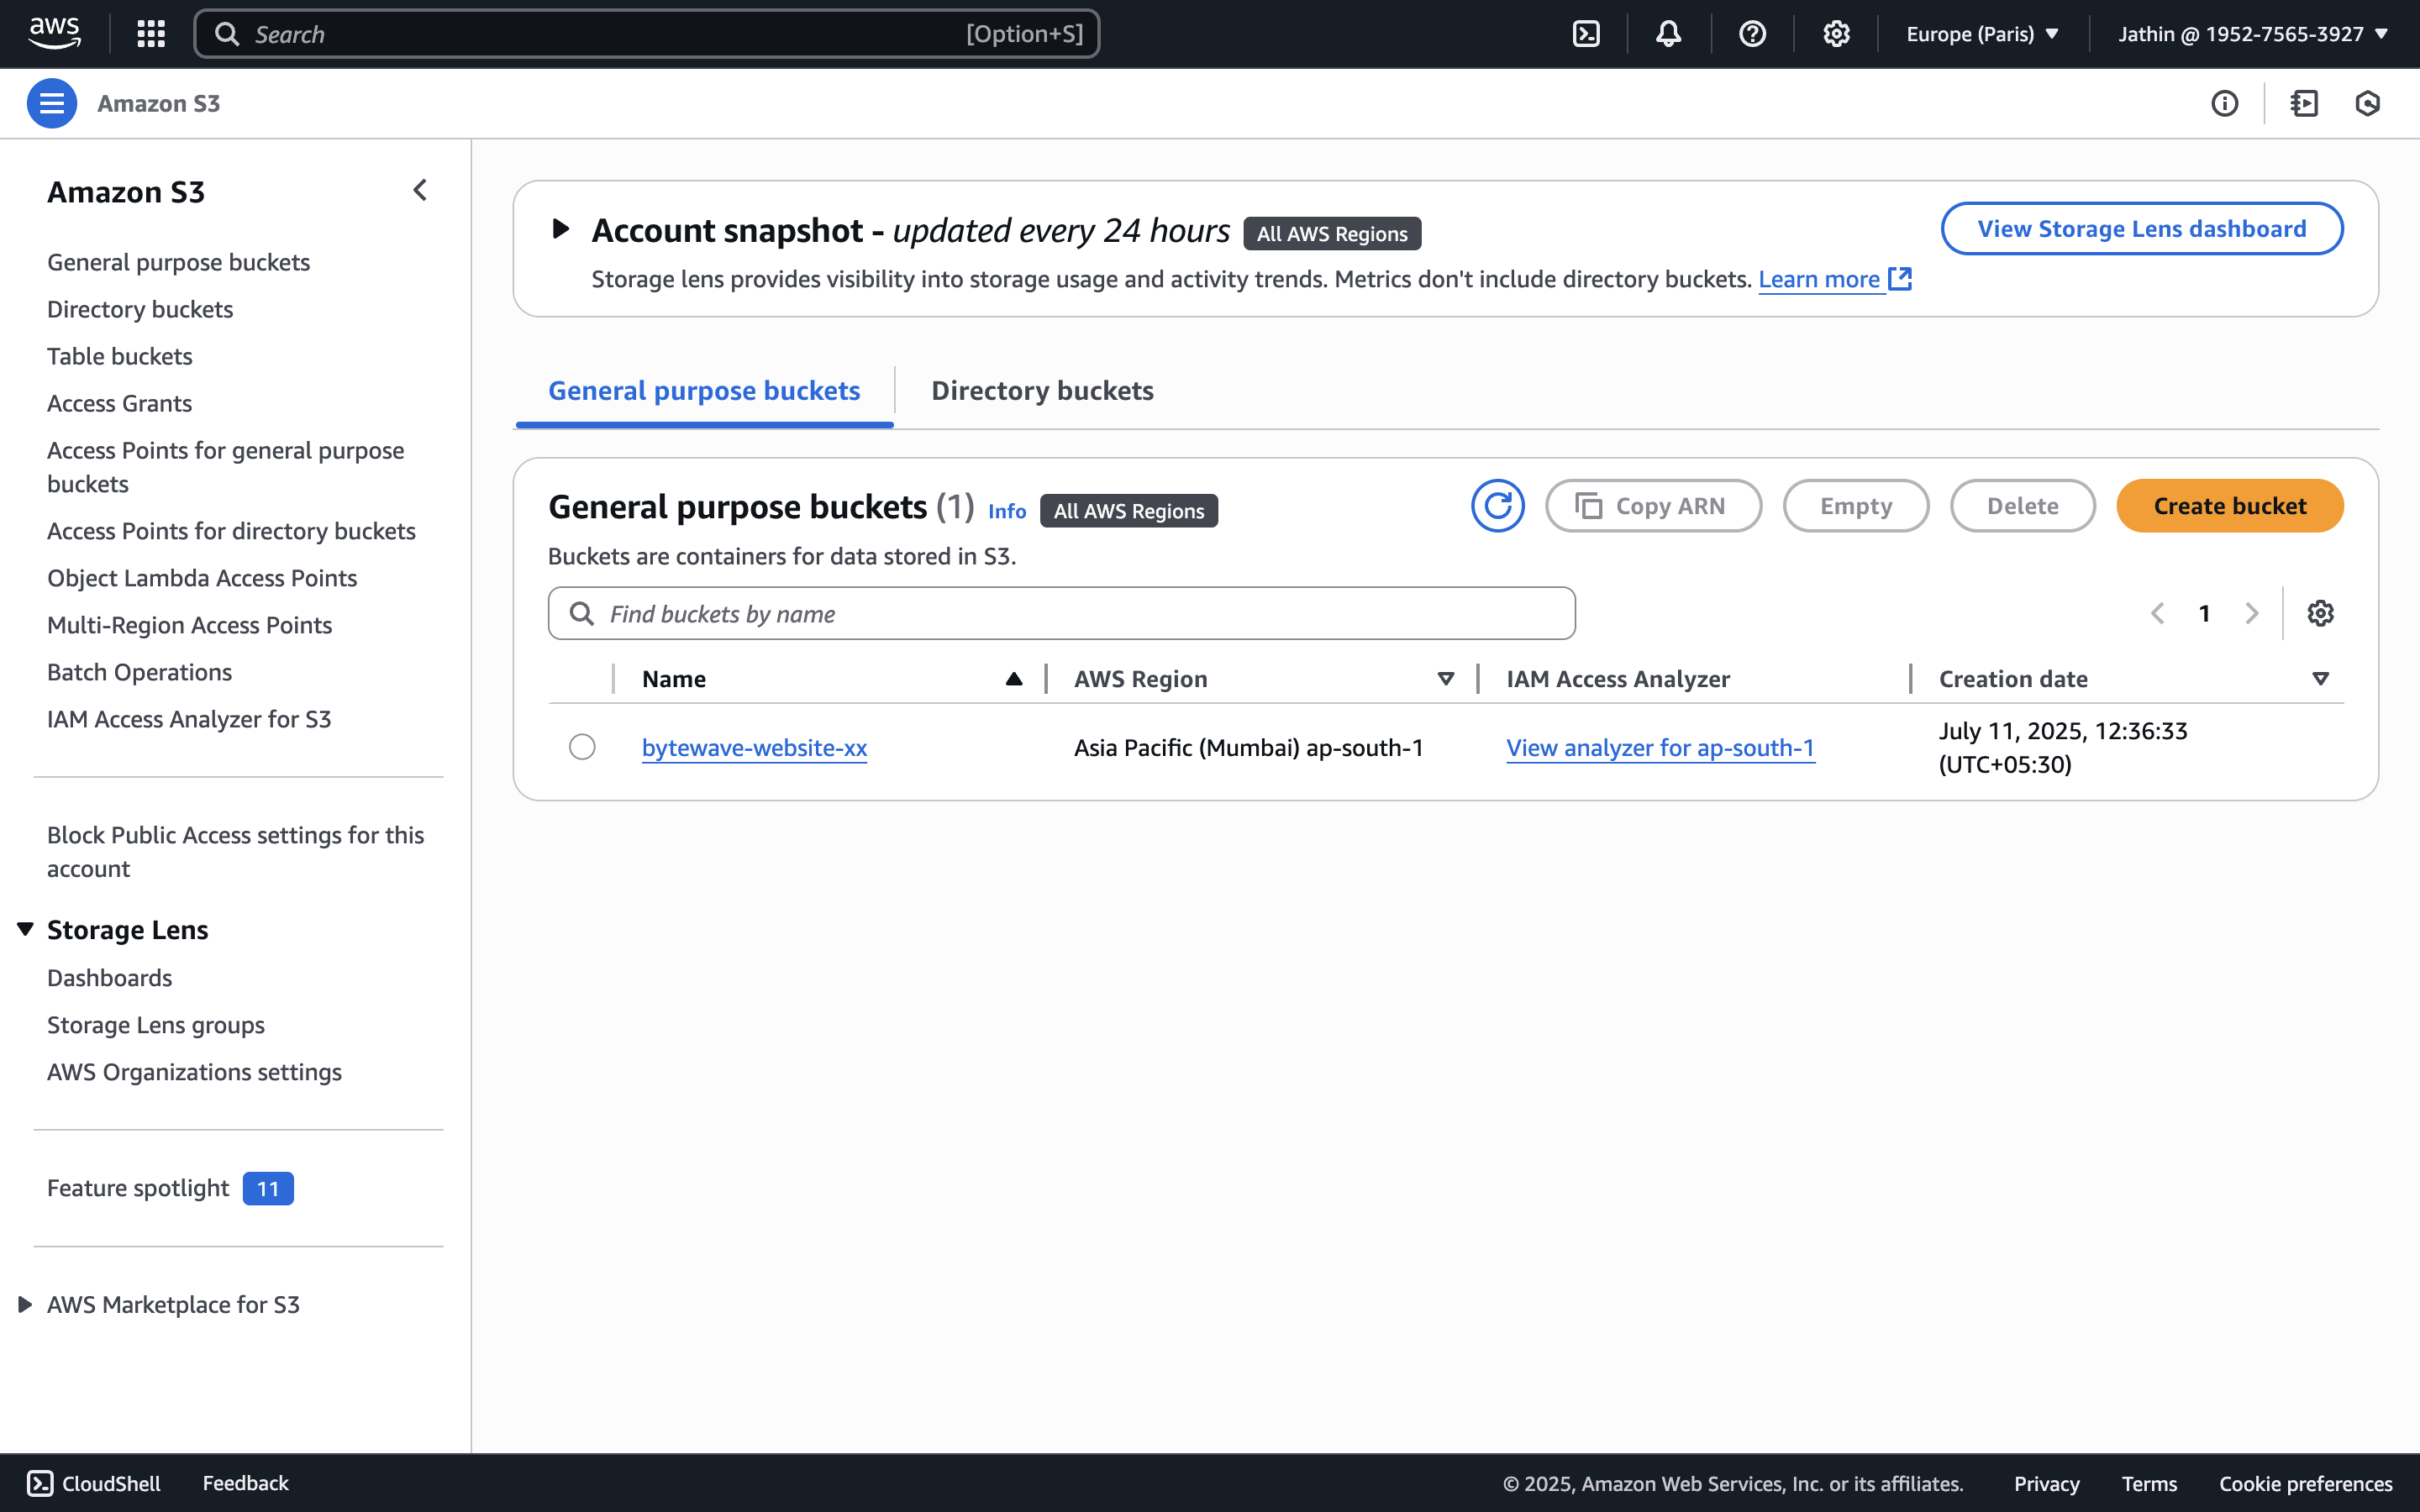 aws
Search [Option+S]
Europe (Paris)
Jathin @ 1952-7565-3927
Amazon S3
Amazon S3
General purpose buckets
Directory buckets
Table buckets
Access Grants
Access Points for general purpose
buckets
Access Points for directory buckets
Object Lambda Access Points
Multi-Region Access Points
Batch Operations
IAM Access Analyzer for S3
Block Public Access settings for this
account
Storage Lens
Dashboards
Storage Lens groups
AWS Organizations settings
Feature spotlight 11
AWS Marketplace for S3
Account snapshot - updated every 24 hours All AWS Regions
View Storage Lens dashboard
Storage lens provides visibility into storage usage and activity trends. Metrics don't include directory buckets. Learn more
General purpose buckets
Directory buckets
General purpose buckets (1) Info All AWS Regions
Copy ARN
Empty
Delete
Create bucket
Buckets are containers for data stored in S3.
Find buckets by name
1
Name AWS Region IAM Access Analyzer Creation date
bytewave-website-xx Asia Pacific (Mumbai) ap-south-1 View analyzer for ap-south-1 July 11, 2025, 12:36:33
(UTC+05:30)
CloudShell Feedback
© 2025, Amazon Web Services, Inc. or its affiliates. Privacy Terms Cookie preferences